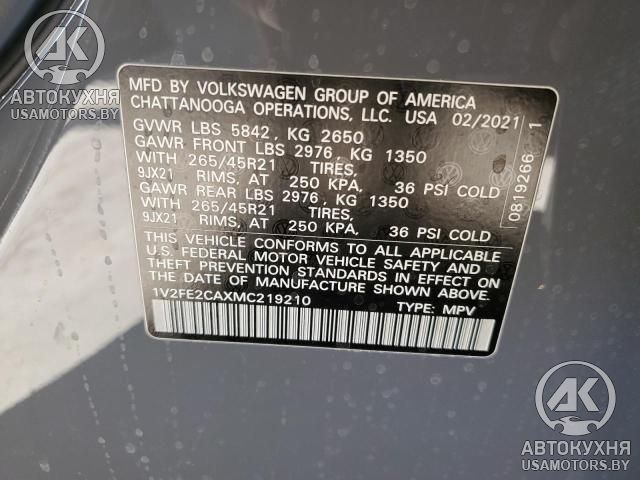 AK
АВТОКУХНЯ
USAMOTORS.BY
MFD BY VOLKSWAGEN GROUP OF AMERICA
CHATTANOOGA OPERATIONS, LLC. USA 02/2021
GVWR LBS 5842, KG 2650
GAWR FRONT LBS 2976, KG 1350
WITH 265/45R21 TIRES,
9JX21 RIMS, AT 250 KPA, 36 PSI COLD
GAWR REAR LBS 2976, KG 1350
WITH 265/45R21 TIRES,
9JX21 RIMS, AT 250 KPA, 36 PSI COLD
THIS VEHICLE CONFORMS TO ALL APPLICABLE
U.S. FEDERAL MOTOR VEHICLE SAFETY AND
THEFT PREVENTION STANDARDS IN EFFECT ON
THE DATE OF MANUFACTURE SHOWN ABOVE.
1V2FE2CAXMC219210 TYPE: MPV
0819266 1
AK
АВТОКУХНЯ
USAMOTORS.BY